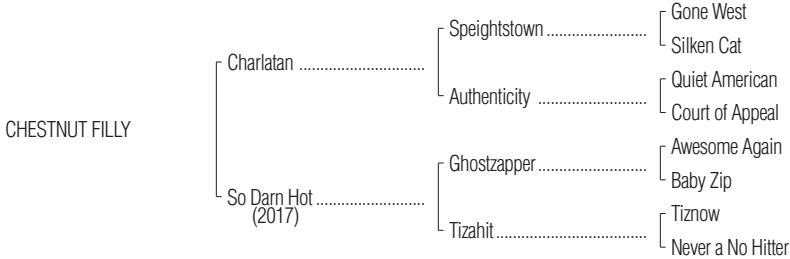 Gone West
Speightstown
Silken Cat
Charlatan
Quiet American
Authenticity
Court of Appeal
CHESTNUT FILLY
Awesome Again
Ghostzapper
Baby Zip
So Darn Hot
(2017)
Tiznow
Tizahit
Never a No Hitter